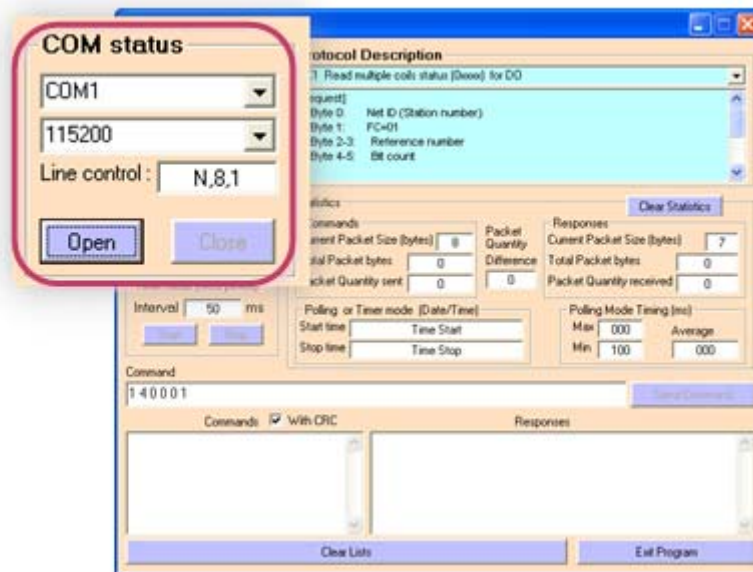 COM status
COM1
115200
Line control : N,8,1
Open Close
otocol Description
1 Read multiple coils status (0xxxx) for DO
equest]
Byte 0: Net ID (Station number)
Byte 1: FC=01
Byte 2-3: Reference number
Byte 4-5: Bit count
atistics
Clear Statistics
ommands
urrent Packet Size (bytes) 8
otal Packet bytes 0
acket Quantity sent 0
Packet
Quantity
Difference
0
Responses
Current Packet Size (bytes) 7
Total Packet bytes 0
Packet Quantity received 0
Interval 50 ms
Polling or Timer mode (Date/Time)
Start time Time Start
Stop time Time Stop
Polling Mode Timing (ms)
Max 000 Average
Min 100 000
Command
1 4 0 0 0 1
Send Command
Commands With CRC Responses
Clear Lists Exit Program